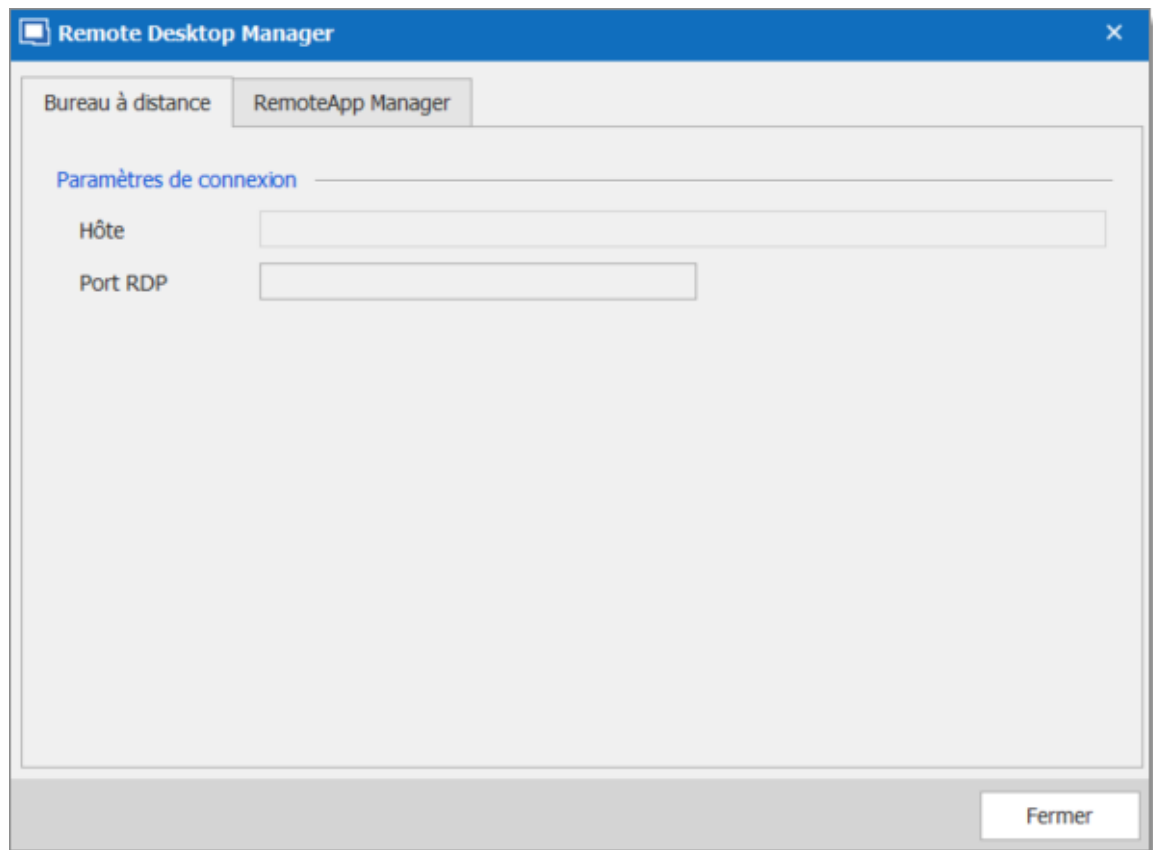 Remote Desktop Manager
Bureau à distance RemoteApp Manager
Paramètres de connexion
Hôte
Port RDP
Fermer